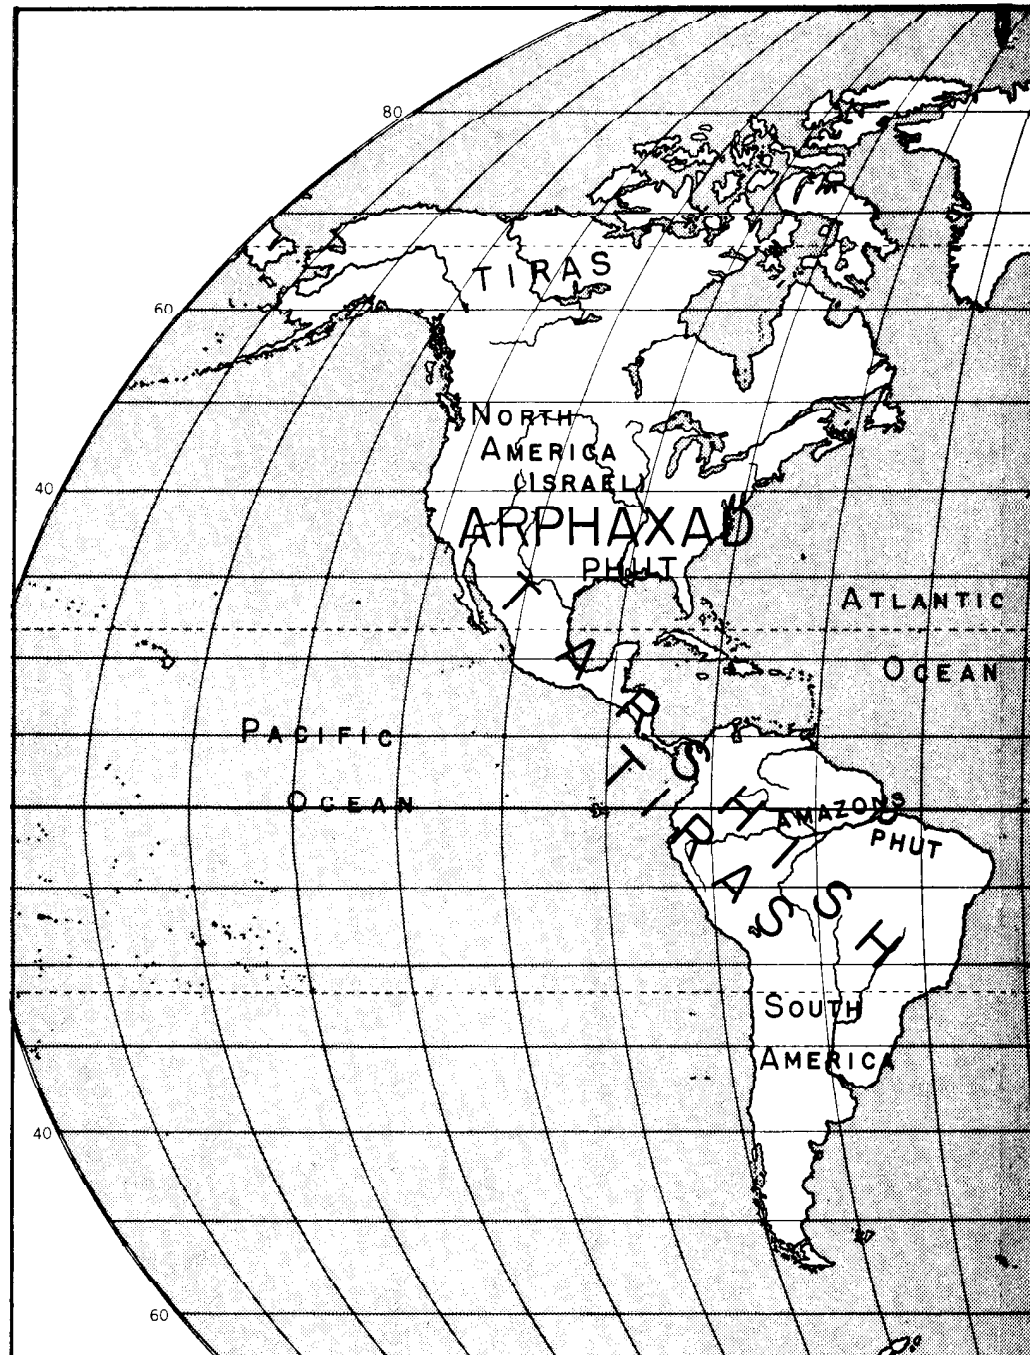 80
TIRAS
60
NORTH
AMERICA
(ISRAEL)
40
ARPHAXAD
PHUT
ATLANTIC
OCEAN
TARSHISH
PACIFIC
OCEAN
TIRAS
AMAZONS
PHUT
SOUTH
AMERICA
40
60